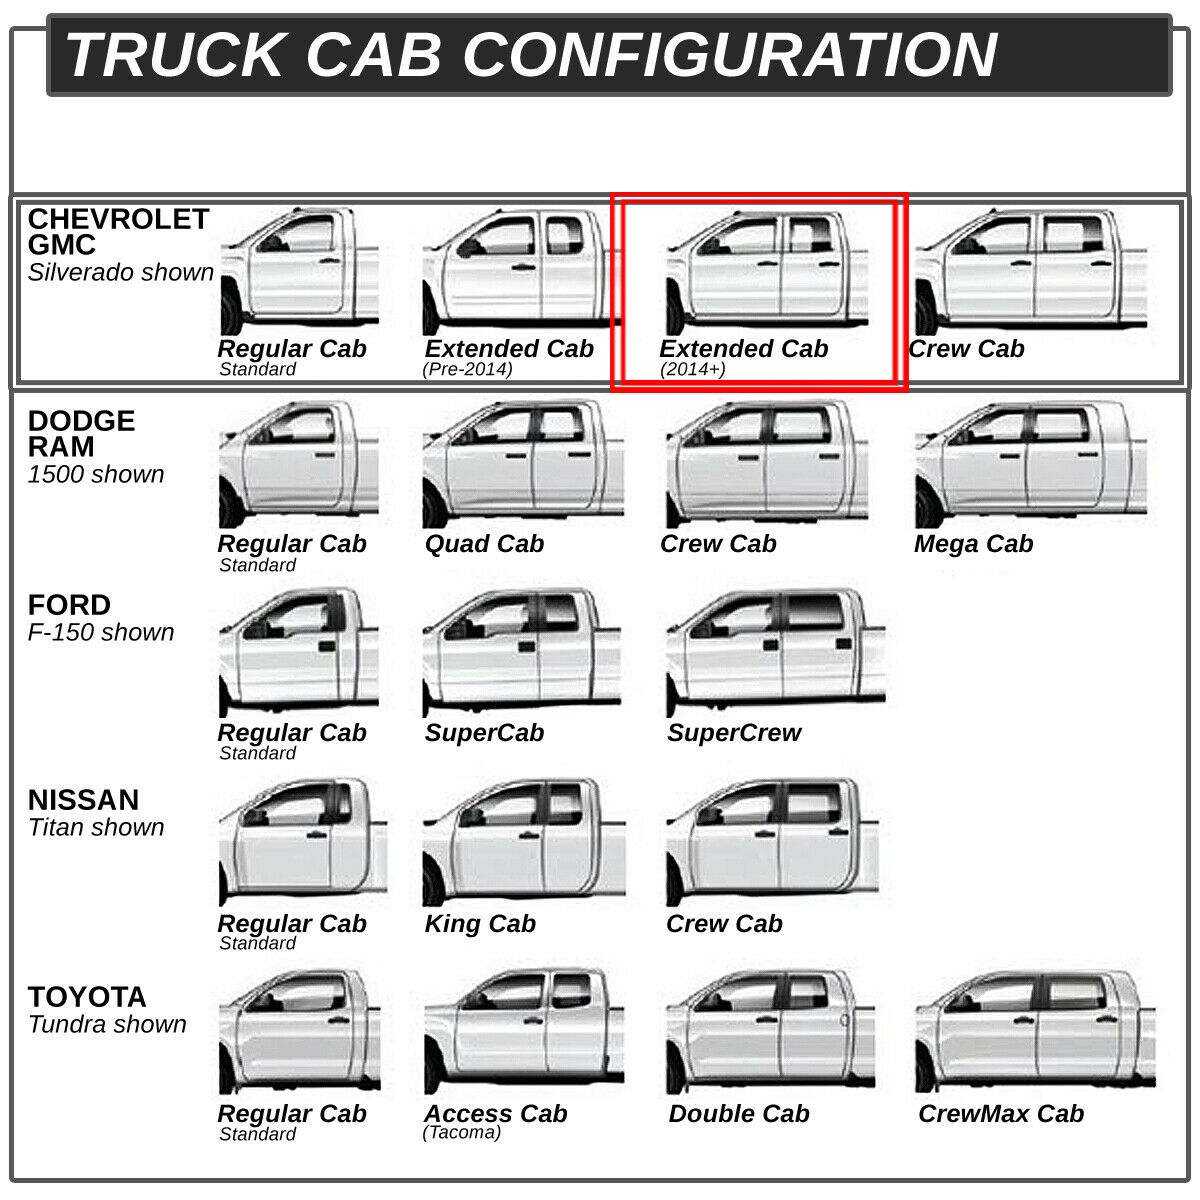 TRUCK CAB CONFIGURATION
CHEVROLET
GMC
Silverado shown
Regular Cab
Standard
Extended Cab
(Pre-2014)
Extended Cab
(2014+)
Crew Cab
DODGE
RAM
1500 shown
Regular Cab
Standard
Quad Cab
Crew Cab
Mega Cab
FORD
F-150 shown
Regular Cab
Standard
SuperCab
SuperCrew
NISSAN
Titan shown
Regular Cab
Standard
King Cab
Crew Cab
TOYOTA
Tundra shown
Regular Cab
Standard
Access Cab
(Tacoma)
Double Cab
CrewMax Cab